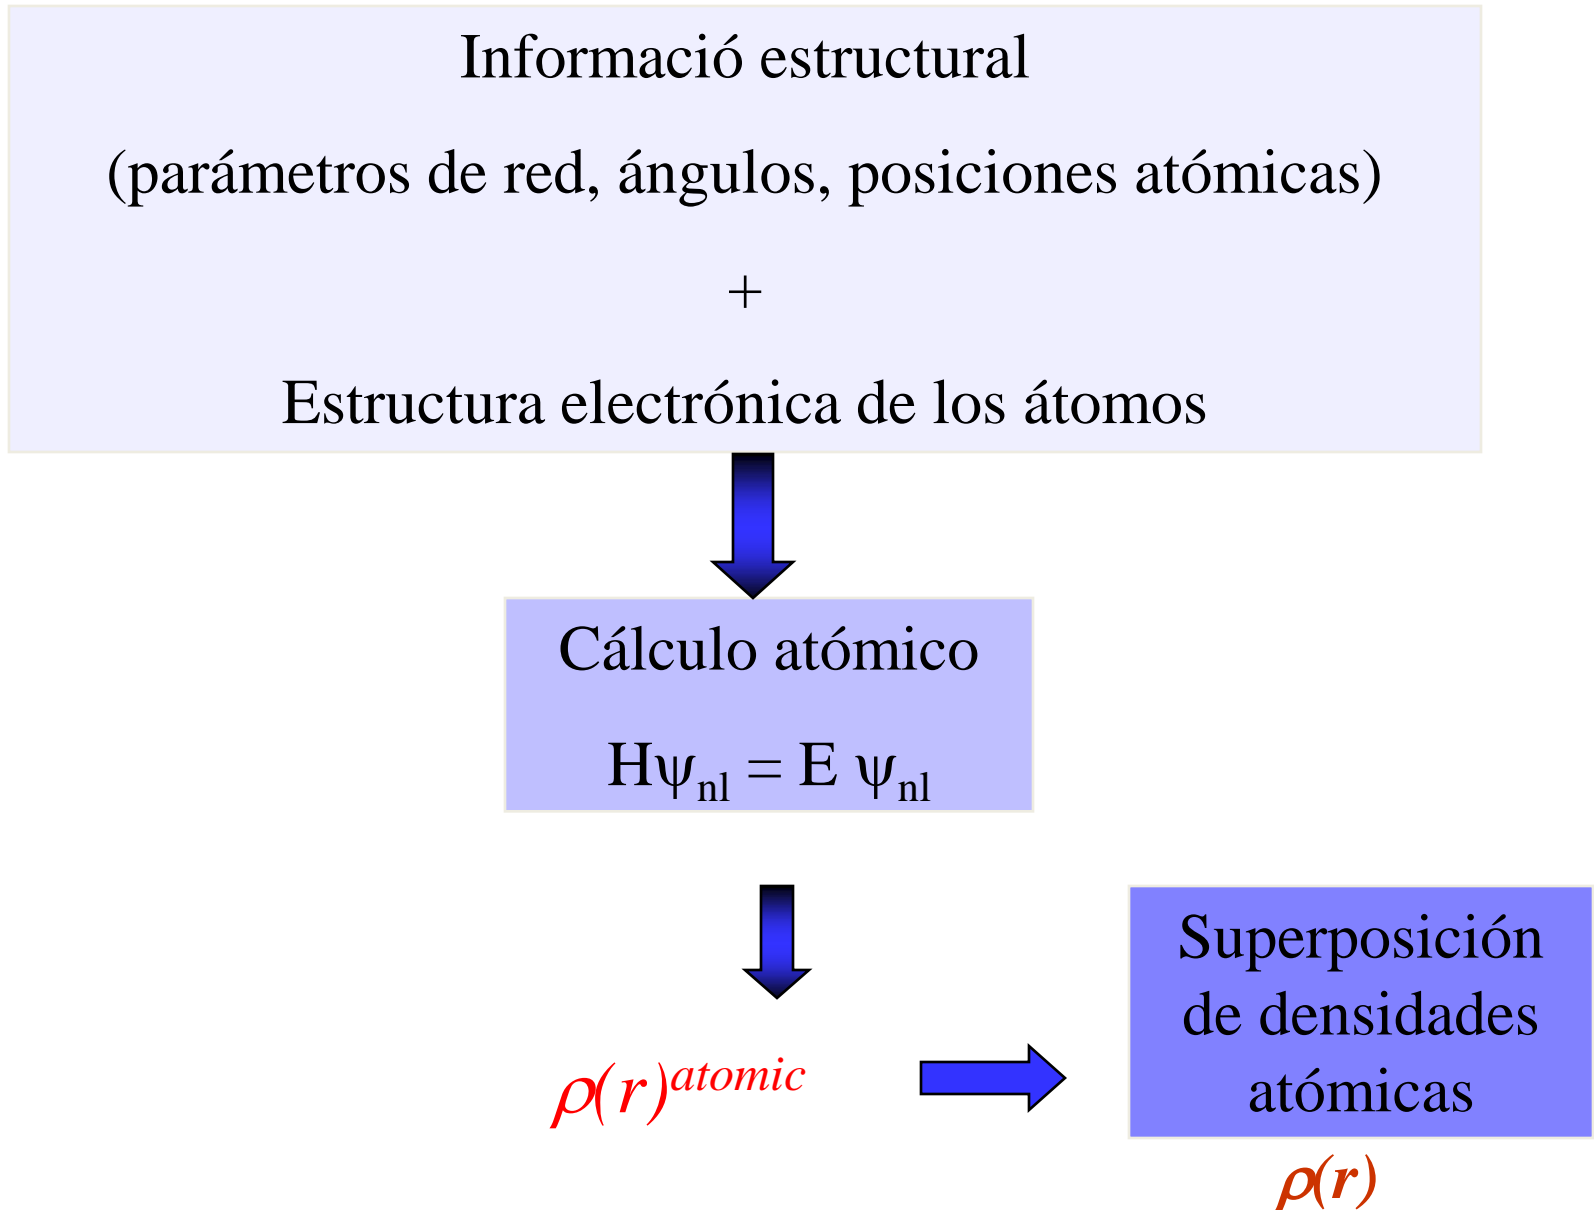 Informació estructural
(parámetros de red, ángulos, posiciones atómicas)
+
Estructura electrónica de los átomos
Cálculo atómico
Hψnl = E ψnl
ρ(r)atomic
Superposición
de densidades
atómicas
ρ(r)